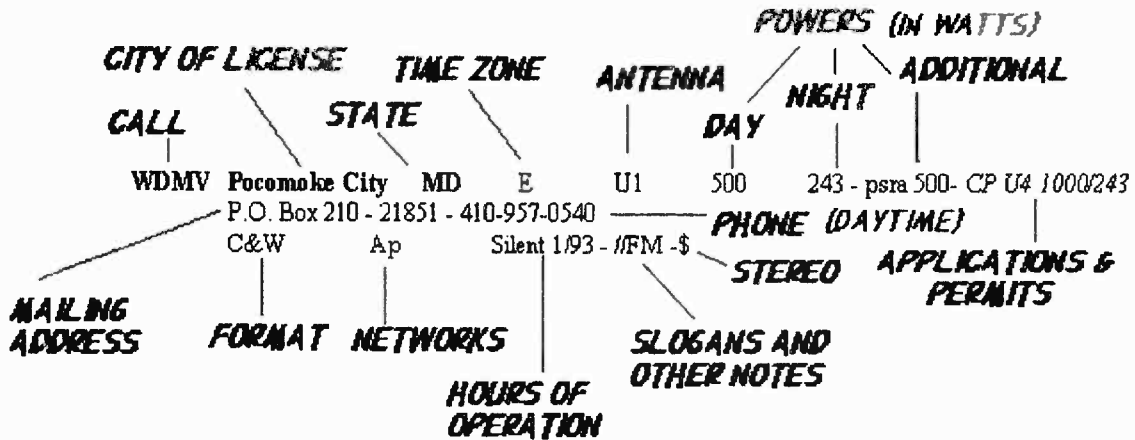 POWERS (IN WATTS)
CITY OF LICENSE TIME ZONE ANTENNA ADDITIONAL
NIGHT
CALL STATE DAY
WDMV Pocomoke City MD E U1 500 243 - psra 500- CP U4 1000/243
P.O. Box 210 - 21851 - 410-957-0540
PHONE (DAYTIME)
C&W Ap Silent 1/93 - //FM -$
STEREO APPLICATIONS &
PERMITS
MAILING
ADDRESS
FORMAT NETWORKS
SLOGANS AND
OTHER NOTES
HOURS OF
OPERATION